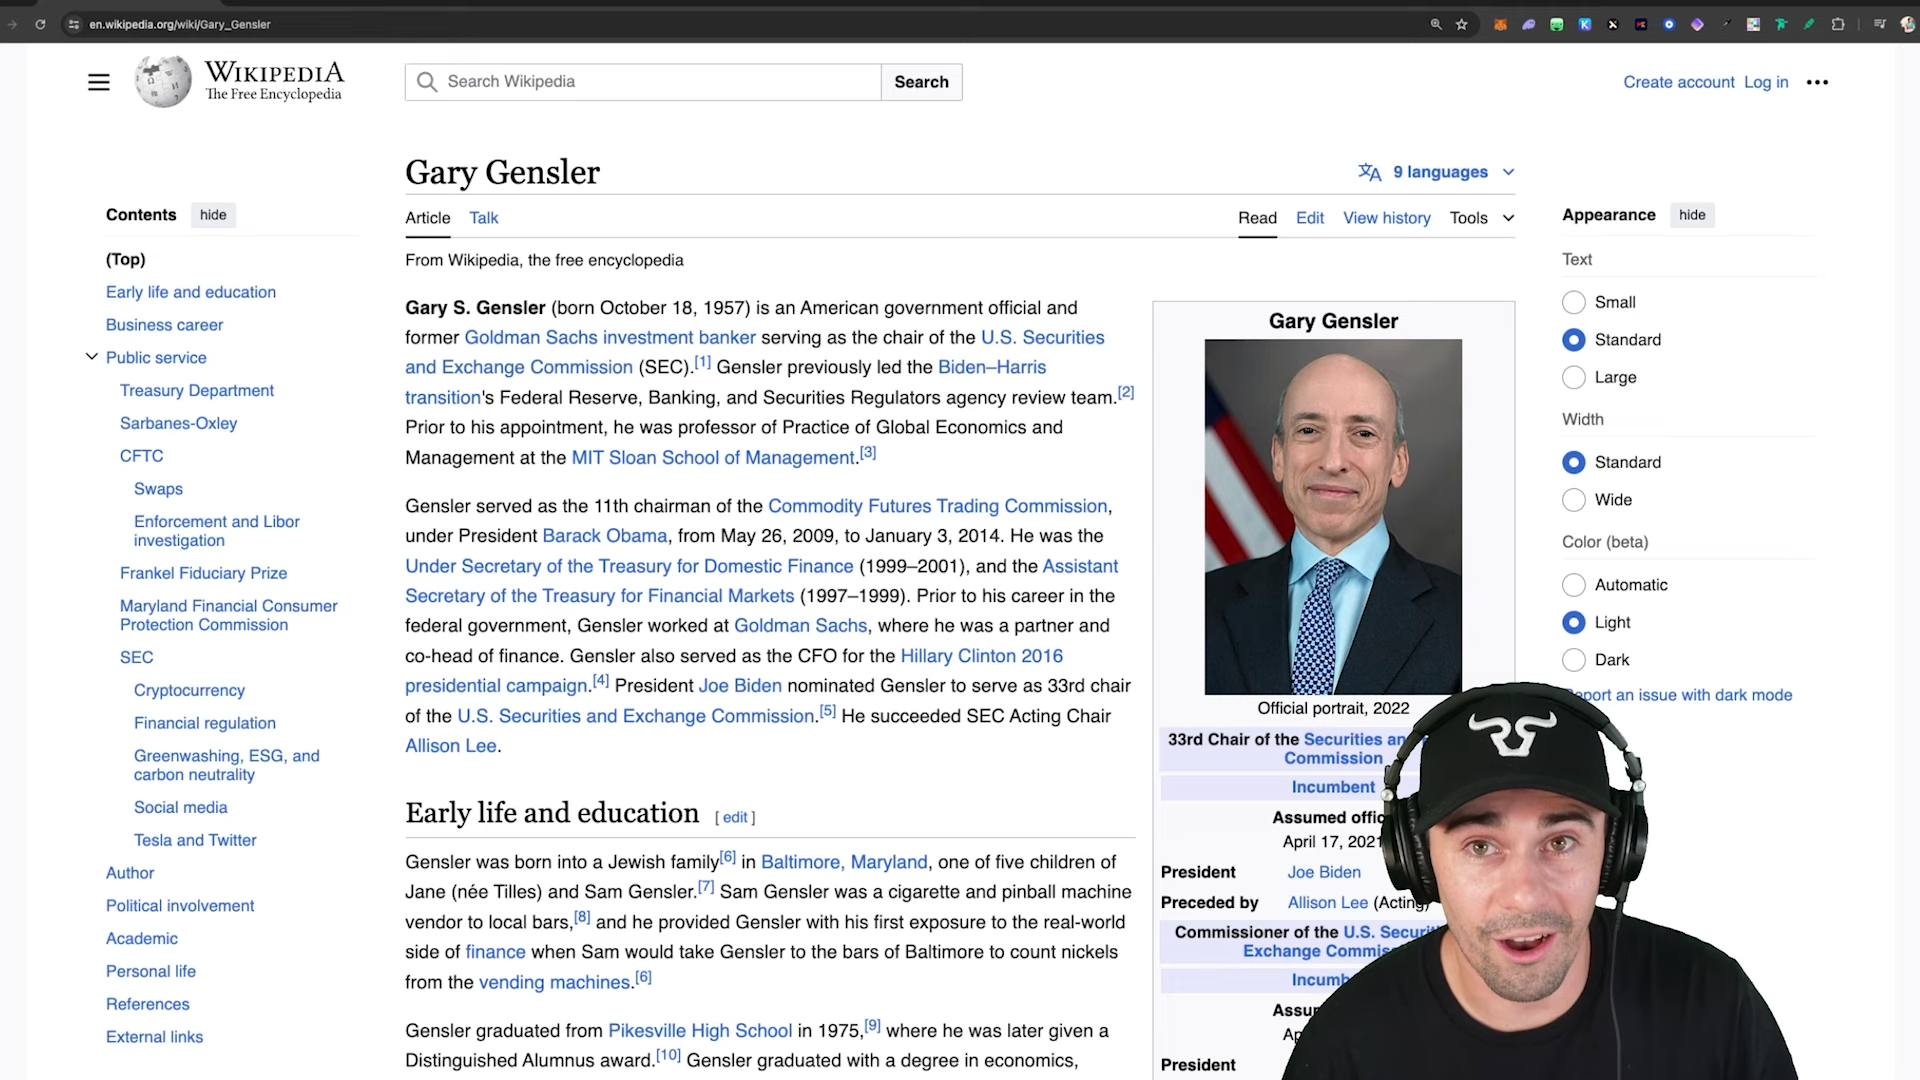 en.wikipedia.org/wiki/Gary_Gensler
WIKIPEDIA
The Free Encyclopedia
Search Wikipedia
Search
Create account Log in
Gary Gensler
9 languages
Article Talk
Read Edit View history Tools
From Wikipedia, the free encyclopedia
Contents hide
(Top)
Early life and education
Business career
Public service
Treasury Department
Sarbanes-Oxley
CFTC
Swaps
Enforcement and Libor
investigation
Frankel Fiduciary Prize
Maryland Financial Consumer
Protection Commission
SEC
Cryptocurrency
Financial regulation
Greenwashing, ESG, and
carbon neutrality
Social media
Tesla and Twitter
Author
Political involvement
Academic
Personal life
References
External links
Gary S. Gensler (born October 18, 1957) is an American government official and
former Goldman Sachs investment banker serving as the chair of the U.S. Securities
and Exchange Commission (SEC).[1] Gensler previously led the Biden–Harris
transition's Federal Reserve, Banking, and Securities Regulators agency review team.[2]
Prior to his appointment, he was professor of Practice of Global Economics and
Management at the MIT Sloan School of Management.[3]
Gensler served as the 11th chairman of the Commodity Futures Trading Commission,
under President Barack Obama, from May 26, 2009, to January 3, 2014. He was the
Under Secretary of the Treasury for Domestic Finance (1999–2001), and the Assistant
Secretary of the Treasury for Financial Markets (1997–1999). Prior to his career in the
federal government, Gensler worked at Goldman Sachs, where he was a partner and
co-head of finance. Gensler also served as the CFO for the Hillary Clinton 2016
presidential campaign.[4] President Joe Biden nominated Gensler to serve as 33rd chair
of the U.S. Securities and Exchange Commission.[5] He succeeded SEC Acting Chair
Allison Lee.
Early life and education [ edit ]
Gensler was born into a Jewish family[6] in Baltimore, Maryland, one of five children of
Jane (née Tilles) and Sam Gensler.[7] Sam Gensler was a cigarette and pinball machine
vendor to local bars,[8] and he provided Gensler with his first exposure to the real-world
side of finance when Sam would take Gensler to the bars of Baltimore to count nickels
from the vending machines.[6]
Gensler graduated from Pikesville High School in 1975,[9] where he was later given a
Distinguished Alumnus award.[10] Gensler graduated with a degree in economics,
Gary Gensler
Official portrait, 2022
33rd Chair of the Securities an
Commission
Incumbent
Assumed offic
April 17, 2021
President Joe Biden
Preceded by Allison Lee (Acting)
Commissioner of the U.S. Securit
Exchange Commis
Incumb
Assu
Ap
President
Appearance hide
Text
Small
Standard
Large
Width
Standard
Wide
Color (beta)
Automatic
Light
Dark
Report an issue with dark mode